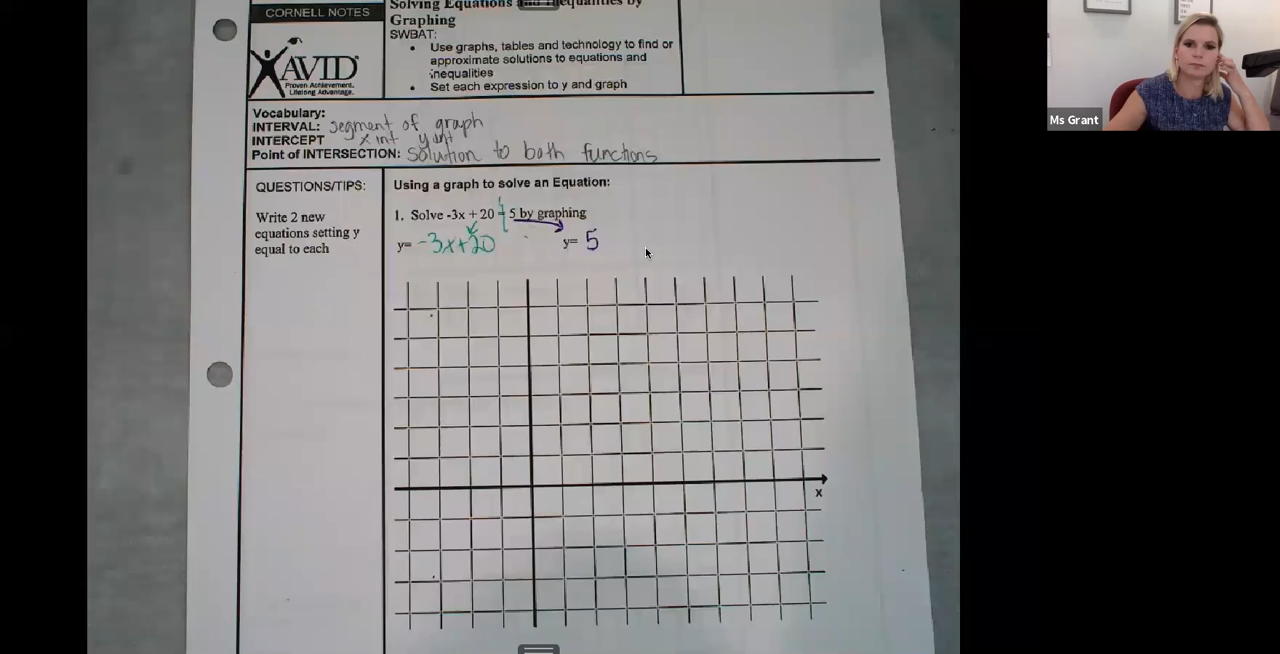 CORNELL NOTES
Solving Equations and Inequalities by
Graphing
SWBAT:
• Use graphs, tables and technology to find or
approximate solutions to equations and
inequalities
• Set each expression to y and graph
AVID
Proven Achievement.
Lifelong Advantage.
Vocabulary:
INTERVAL: segment of graph
INTERCEPT x int y int
Point of INTERSECTION: solution to both functions
QUESTIONS/TIPS:
Write 2 new
equations setting y
equal to each
Using a graph to solve an Equation:
1. Solve -3x + 20 = 5 by graphing
y= -3x+20 y= 5
x
Ms Grant